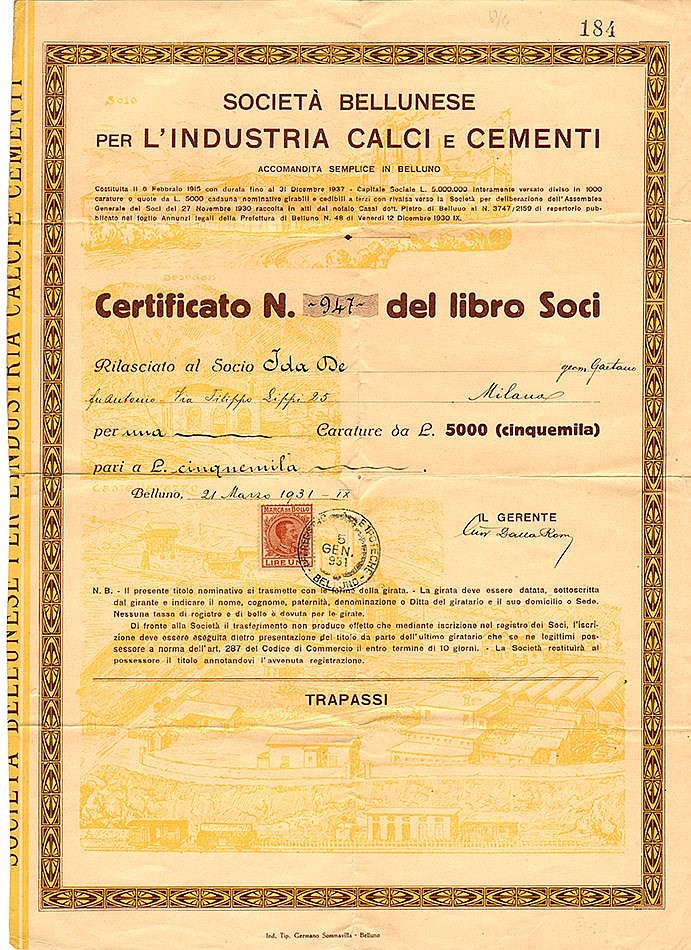 184
SOCIETÀ BELLUNESE
PER L'INDUSTRIA CALCI E CEMENTI
ACCOMANDITA SEMPLICE IN BELLUNO
Costituita il 6 Febbraio 1915 con durata fino al 31 Dicembre 1937 - Capitale Sociale L. 5.000.000 interamente versato diviso in 1000
carature o quote da L. 5000 cadauna nominative girabili e cedibili a terzi con rivalsa verso la Società per deliberazione dell'Assemblea
Generale dei Soci del 27 Novembre 1930 raccolta in atti dal notaio Casal dott. Pietro di Belluno al N. 3747/2159 di repertorio pub-
blicato nel foglio Annunzi legali della Prefettura di Belluno N. 48 di Venerdì 12 Dicembre 1930 IX.
Certificato N. -947- del libro Soci
Rilasciato al Socio Ida De geom Gaetano
fu Antonio - Via Filippo Lippi 25 Milano
per una Carature da L. 5000 (cinquemila)
pari a L. cinquemila .
Belluno, 21 Marzo 1931 - IX
MARCA DA BOLLO
LIRE UNA
E IPOTECHE
5
GEN.
931
- BELLUNO -
IL GERENTE
N. B. - Il presente titolo nominativo si trasmette con le forme della girata. - La girata deve essere datata, sottoscritta
dal girante e indicare il nome, cognome, paternità, denominazione o Ditta del giratario e il suo domicilio o Sede.
Nessuna tassa di registro e di bollo è dovuta per le girate.
Di fronte alla Società il trasferimento non produce effetto che mediante iscrizione nel registro dei Soci, l'iscri-
zione deve essere eseguita dietro presentazione del titolo da parte dell'ultimo giratario che se ne legittimi pos-
sessore a norma dell'art. 287 del Codice di Commercio il entro termine di 10 giorni. - La Società restituirà al
possessore il titolo annotandovi l'avvenuta registrazione.
TRAPASSI
Ind. Tip. Germano Sommavilla - Belluno
SOCIETÀ BELLUNESE PER L'INDUSTRIA CALCI E CEMENTI